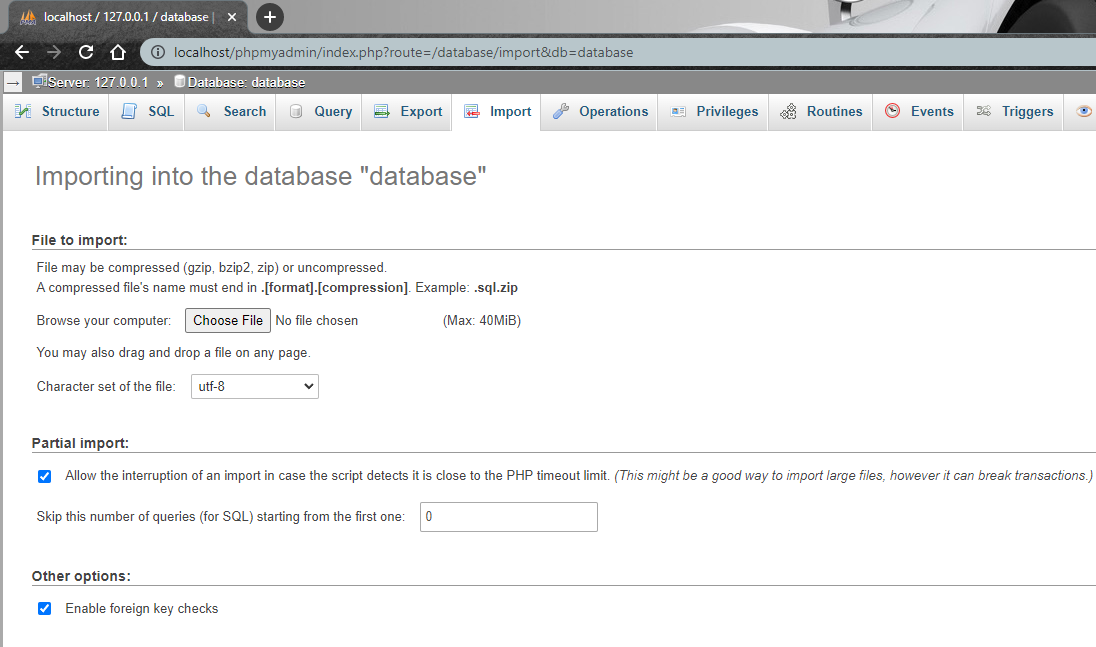 localhost / 127.0.0.1 / database |
localhost/phpmyadmin/index.php?route=/database/import&db=database
Server: 127.0.0.1 » Database: database
Structure SQL Search Query Export Import Operations Privileges Routines Events Triggers
Importing into the database "database"
File to import:
File may be compressed (gzip, bzip2, zip) or uncompressed.
A compressed file's name must end in .[format].[compression]. Example: .sql.zip
Browse your computer: Choose File No file chosen (Max: 40MiB)
You may also drag and drop a file on any page.
Character set of the file: utf-8
Partial import:
Allow the interruption of an import in case the script detects it is close to the PHP timeout limit. (This might be a good way to import large files, however it can break transactions.)
Skip this number of queries (for SQL) starting from the first one: 0
Other options:
Enable foreign key checks